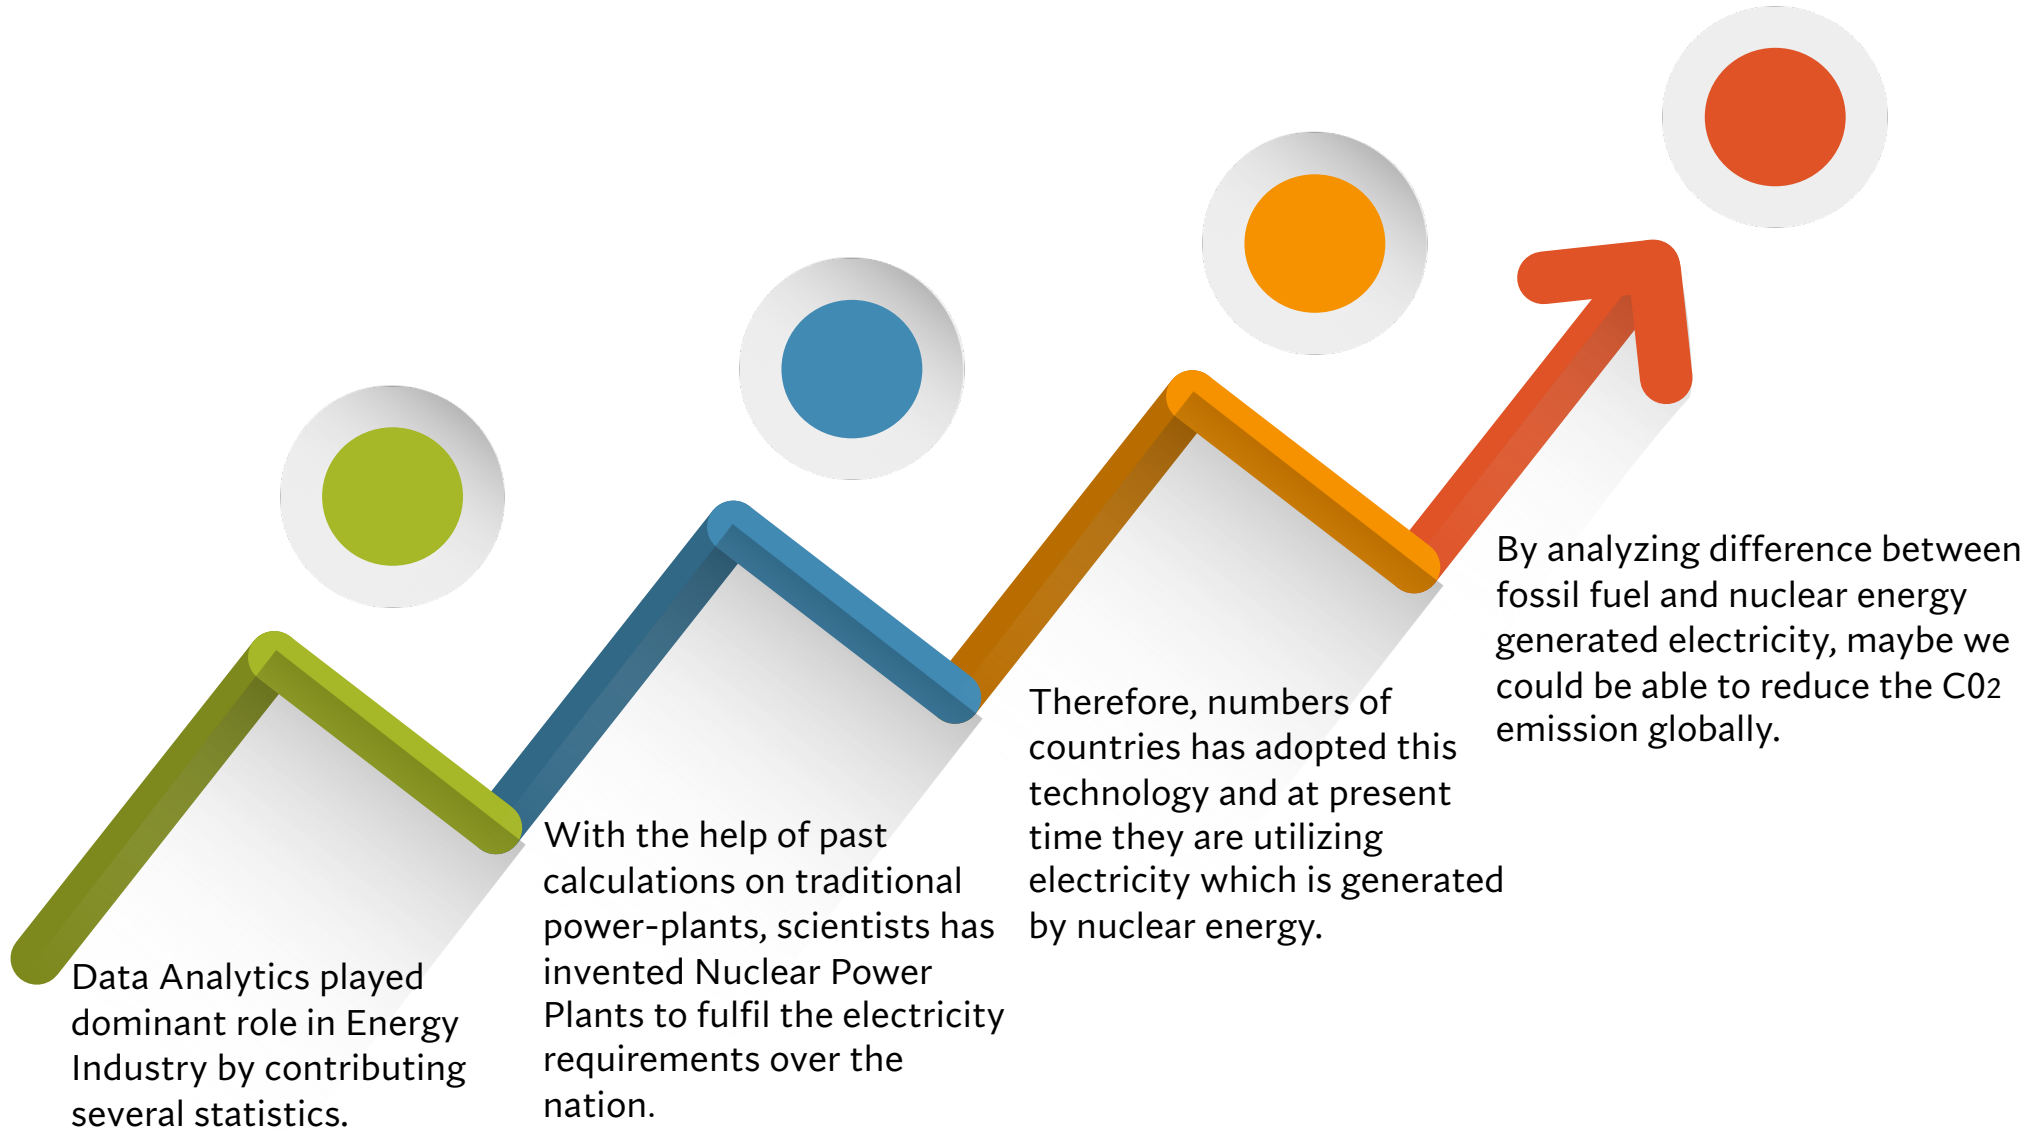 Data Analytics played
dominant role in Energy
Industry by contributing
several statistics.
With the help of past
calculations on traditional
power-plants, scientists has
invented Nuclear Power
Plants to fulfil the electricity
requirements over the
nation.
Therefore, numbers of
countries has adopted this
technology and at present
time they are utilizing
electricity which is generated
by nuclear energy.
By analyzing difference between
fossil fuel and nuclear energy
generated electricity, maybe we
could be able to reduce the C02
emission globally.